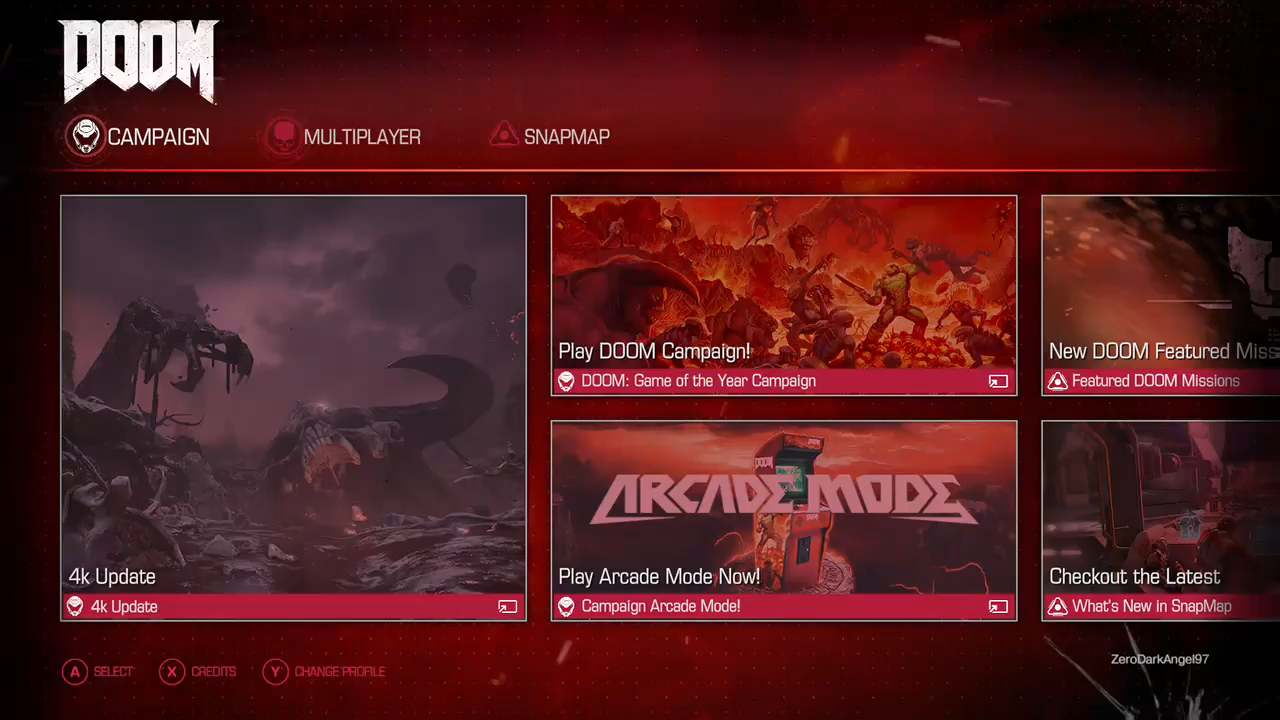 DOOM
CAMPAIGN
MULTIPLAYER
SNAPMAP
4k Update
4k Update
Play DOOM Campaign!
DOOM: Game of the Year Campaign
DOOM
ARCADE MODE
DOOM
Play Arcade Mode Now!
Campaign Arcade Mode!
New DOOM Featured Miss
Featured DOOM Missions
Checkout the Latest
What's New in SnapMap
A SELECT
X CREDITS
Y CHANGE PROFILE
ZeroDarkAngel97